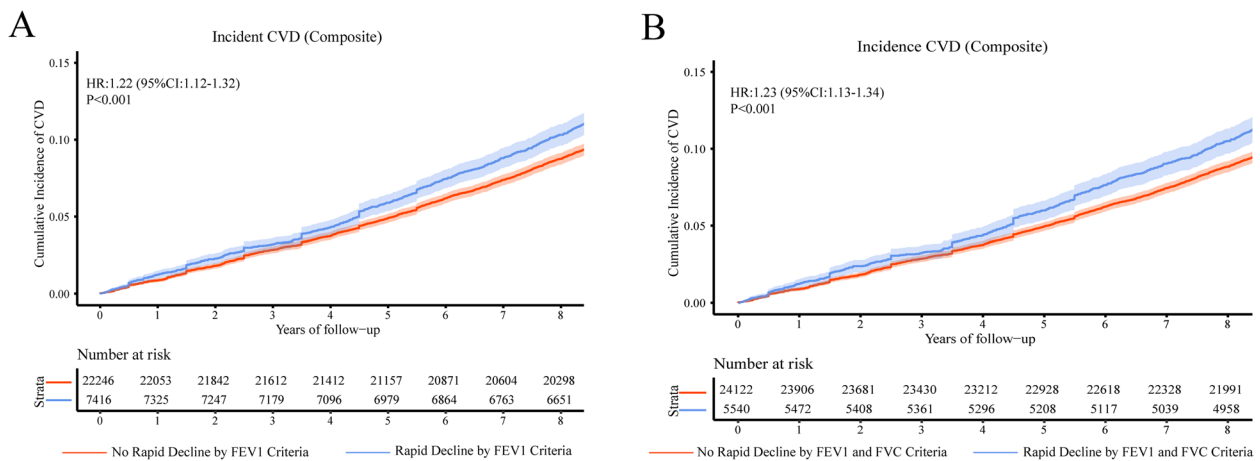 A
Incident CVD (Composite)
HR:1.22 (95%CI:1.12-1.32)
P<0.001
Cumulative Incidence of CVD
0.15
0.10
0.05
0.00
0 1 2 3 4 5 6 7 8
Years of follow−up
Number at risk
Strata
22246 22053 21842 21612 21412 21157 20871 20604 20298
7416 7325 7247 7179 7096 6979 6864 6763 6651
0 1 2 3 4 5 6 7 8
No Rapid Decline by FEV1 Criteria Rapid Decline by FEV1 Criteria
B
Incidence CVD (Composite)
HR:1.23 (95%CI:1.13-1.34)
P<0.001
Cumulative Incidence of CVD
0.15
0.10
0.05
0.00
0 1 2 3 4 5 6 7 8
Years of follow−up
Number at risk
Strata
24122 23906 23681 23430 23212 22928 22618 22328 21991
5540 5472 5408 5361 5296 5208 5117 5039 4958
0 1 2 3 4 5 6 7 8
No Rapid Decline by FEV1 and FVC Criteria Rapid Decline by FEV1 and FVC Criteria